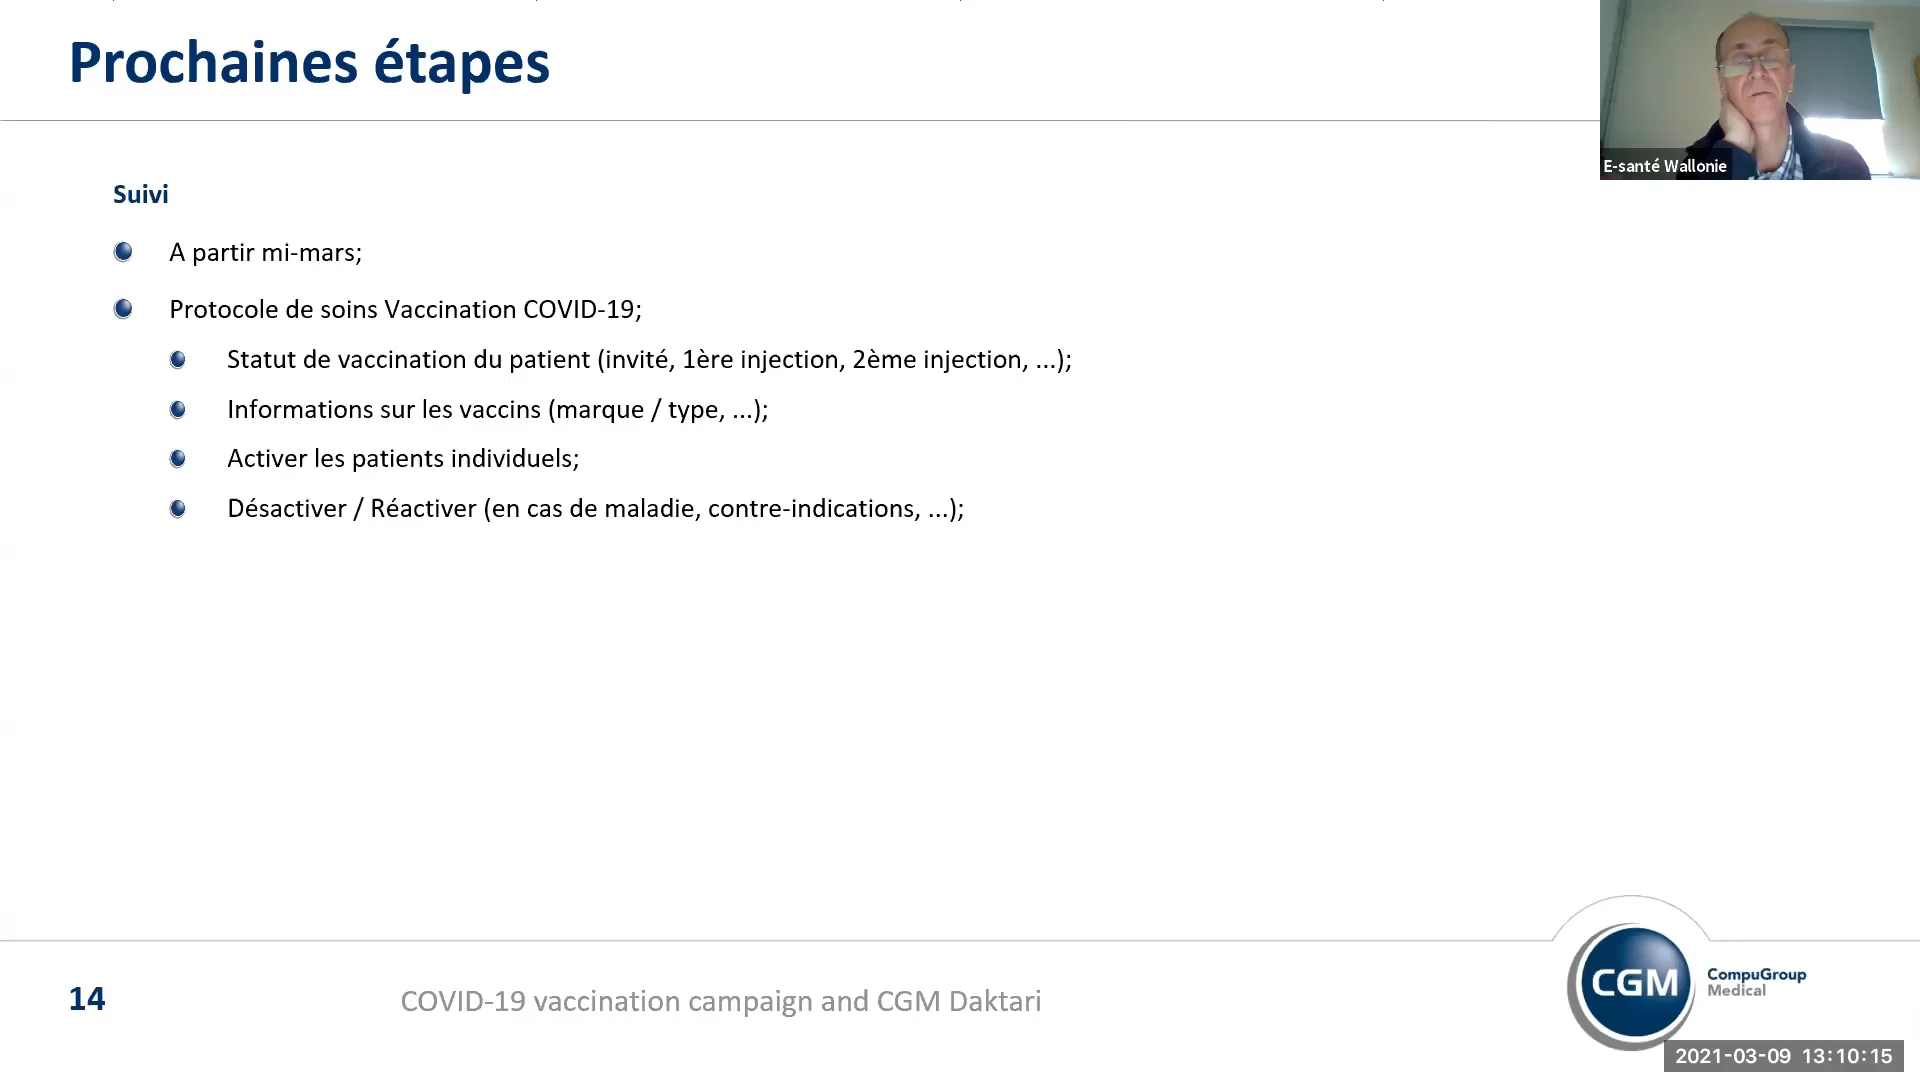 Prochaines étapes
E-santé Wallonie
Suivi
A partir mi-mars;
Protocole de soins Vaccination COVID-19;
Statut de vaccination du patient (invité, 1ère injection, 2ème injection, ...);
Informations sur les vaccins (marque / type, ...);
Activer les patients individuels;
Désactiver / Réactiver (en cas de maladie, contre-indications, ...);
14
COVID-19 vaccination campaign and CGM Daktari
CGM
CompuGroup
Medical
2021-03-09 13:10:15